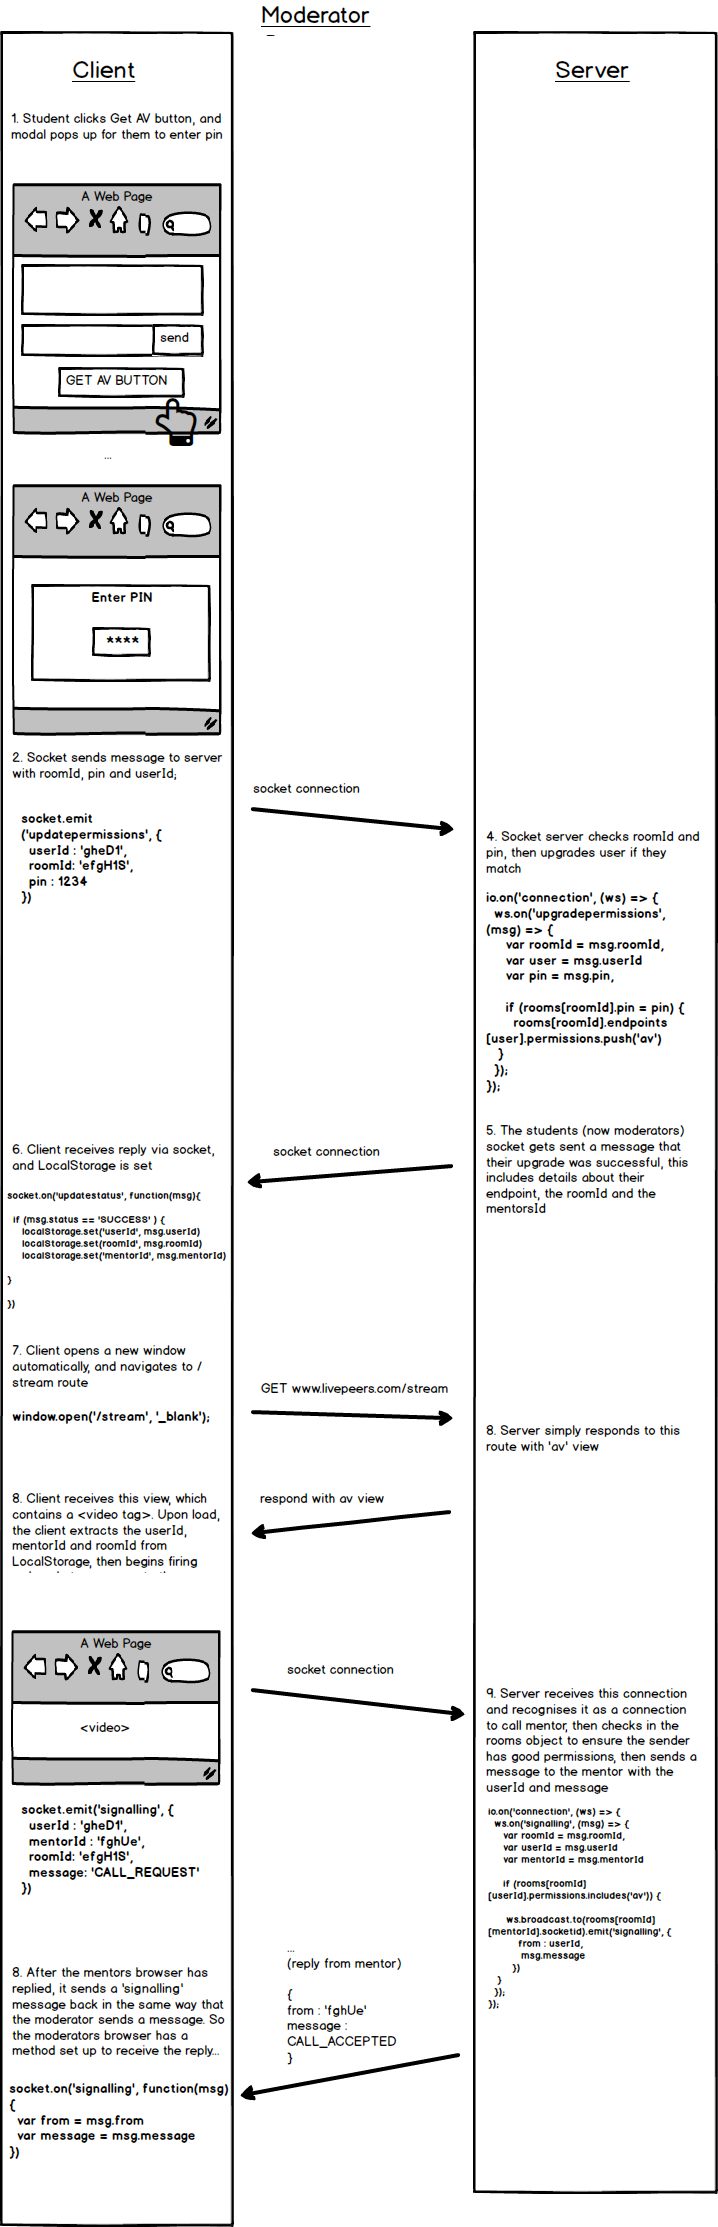 Moderator
Client
Server
1. Student clicks Get AV button, and
modal pops up for them to enter pin
A Web Page
send
GET AV BUTTON
...
A Web Page
Enter PIN
****
2. Socket sends message to server
with roomId, pin and userId;
socket connection
socket.emit
('updatepermissions', {
userId : 'gheD1',
roomId: 'efgH1S',
pin : 1234
})
4. Socket server checks roomId and
pin, then upgrades user if they
match
io.on('connection', (ws) => {
ws.on('upgradepermissions',
(msg) => {
var roomId = msg.roomId,
var user = msg.userId
var pin = msg.pin,
if (rooms[roomId].pin = pin) {
rooms[roomId].endpoints
[user].permissions.push('av')
}
});
});
5. The students (now moderators)
socket gets sent a message that
their upgrade was successful, this
includes details about their
endpoint, the roomId and the
mentorsId
socket connection
6. Client receives reply via socket,
and LocalStorage is set
socket.on('updatestatus', function(msg){
if (msg.status == 'SUCCESS' ) {
localStorage.set('userId', msg.userId)
localStorage.set(roomId', msg.roomId)
localStorage.set('mentorId', msg.mentorId)
}
})
7. Client opens a new window
automatically, and navigates to /
stream route
window.open('/stream', '_blank');
GET www.livepeers.com/stream
8. Server simply responds to this
route with 'av' view
8. Client receives this view, which
contains a <video tag>. Upon load,
the client extracts the userId,
mentorId and roomId from
LocalStorage, then begins firing
respond with av view
A Web Page
<video>
socket connection
9. Server receives this connection
and recognises it as a connection
to call mentor, then checks in the
rooms object to ensure the sender
has good permissions, then sends a
message to the mentor with the
userId and message
socket.emit('signalling', {
userId : 'gheD1',
mentorId : 'fghUe',
roomId: 'efgH1S',
message: 'CALL_REQUEST'
})
io.on('connection', (ws) => {
ws.on('signalling', (msg) => {
var roomId = msg.roomId,
var userId = msg.userId
var mentorId = msg.mentorId
if (rooms[roomId]
[userId].permissions.includes('av')) {
ws.broadcast.to(rooms[roomId]
[mentorId].socketid).emit('signalling', {
from : userId,
msg.message
})
}
});
});
...
(reply from mentor)
{
from : 'fghUe'
message :
CALL_ACCEPTED
}
8. After the mentors browser has
replied, it sends a 'signalling'
message back in the same way that
the moderator sends a message. So
the moderators browser has a
method set up to receive the reply...
socket.on('signalling', function(msg)
{
var from = msg.from
var message = msg.message
})